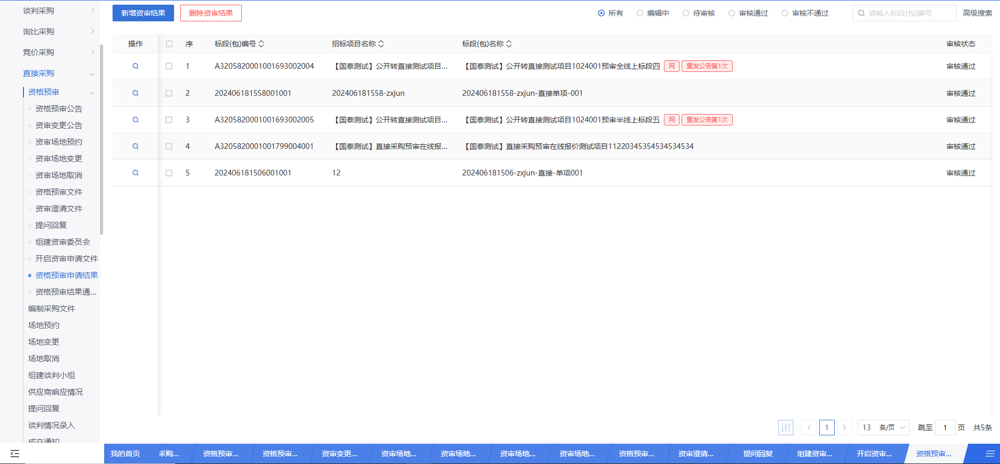 谈判采购
询比采购
竞价采购
直接采购
资格预审
资格预审公告
资审变更公告
资审场地预约
资审场地变更
资审场地取消
资格预审文件
资审澄清文件
提问回复
组建资审委员会
开启资审申请文件
资格预审申请结果
资格预审结果通...
编制采购文件
场地预约
场地变更
场地取消
组建谈判小组
供应商响应情况
提问回复
谈判情况录入
成交通知
新增资审结果 删除资审结果 所有 编辑中 待审核 审核通过 审核不通过 请输入标段(包)编号 高级搜索
操作 序 标段(包)编号 招标项目名称 标段(包)名称 审核状态
1 A3205820001001693002004 【国泰测试】公开转直接测试项目... 【国泰测试】公开转直接测试项目1024001预审全线上标段四 网 重发公告第1次 审核通过
2 202406181558001001 202406181558-zxjun 202406181558-zxjun-直接单项-001 审核通过
3 A3205820001001693002005 【国泰测试】公开转直接测试项目... 【国泰测试】公开转直接测试项目1024001预审半线上标段五 网 重发公告第1次 审核通过
4 A3205820001001799004001 【国泰测试】直接采购预审在线报... 【国泰测试】直接采购预审在线报价测试项目11220345354534534534 审核通过
5 202406181506001001 12 202406181506-zxjun-直接-单项001 审核通过
1 13 条/页 跳至 1 页 共5条
我的首页 采购... 资格预审... 资格预审... 资审变更... 资审场地... 资审场地... 资审场地... 资审场地... 资格预审... 资审澄清... 提问回复 组建资审... 开启资审... 资格预审...